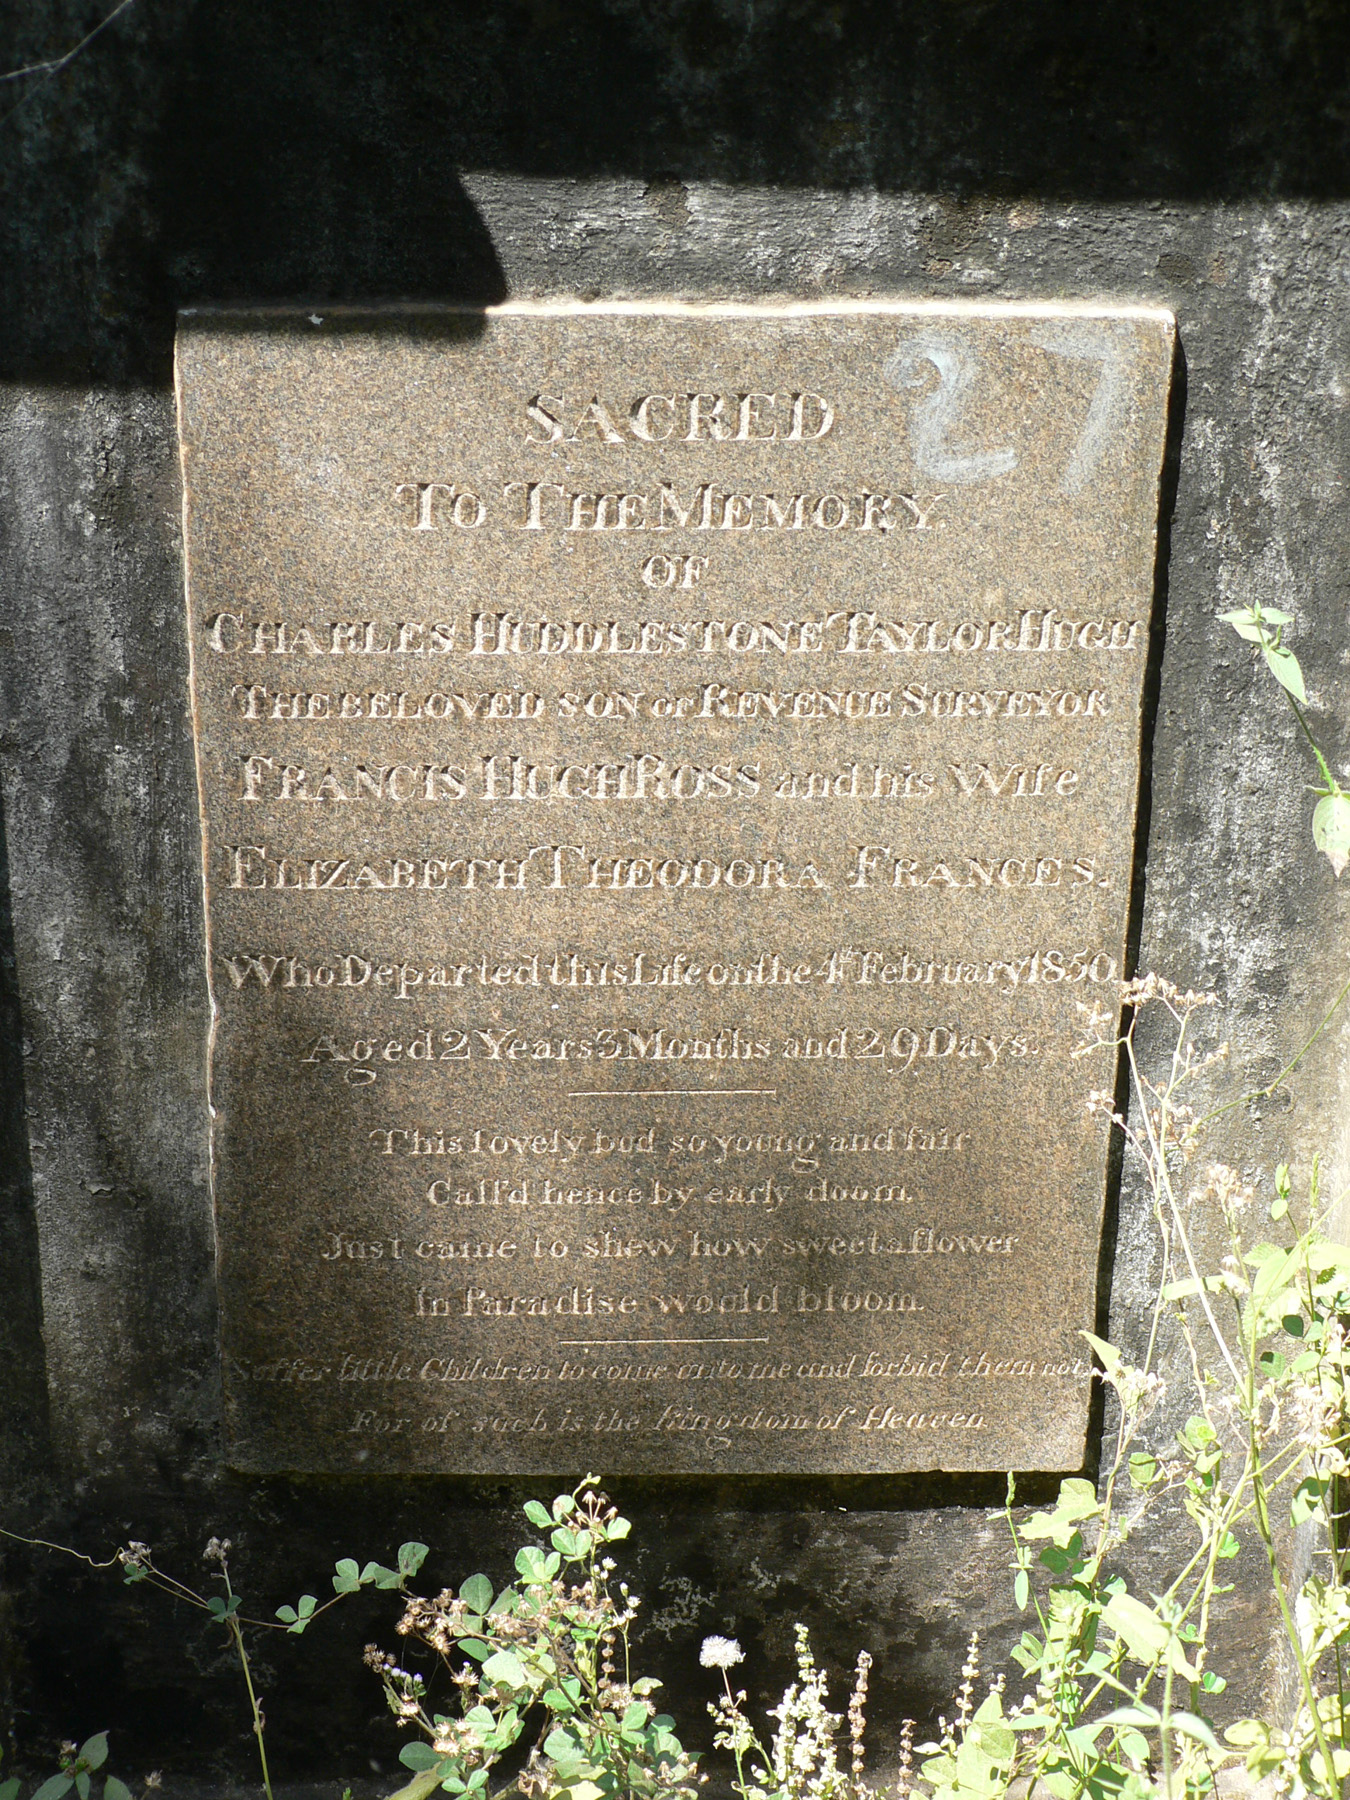 27
SACRED
TO THE MEMORY
OF
CHARLES HUDDLESTONE TAYLOR HUGH
THE BELOVED SON OF REVENUE SURVEYOR
FRANCIS HUGH ROSS and his Wife
ELIZABETH THEODORA FRANCES.
Who Departed this Life on the 4th February 1850.
Aged 2 Years 3 Months and 29 Days.
This lovely bud so young and fair
Call'd hence by early doom.
Just came to shew how sweet a flower
In Paradise would bloom.
Suffer little Children to come unto me and forbid them not.
For of such is the Kingdom of Heaven.